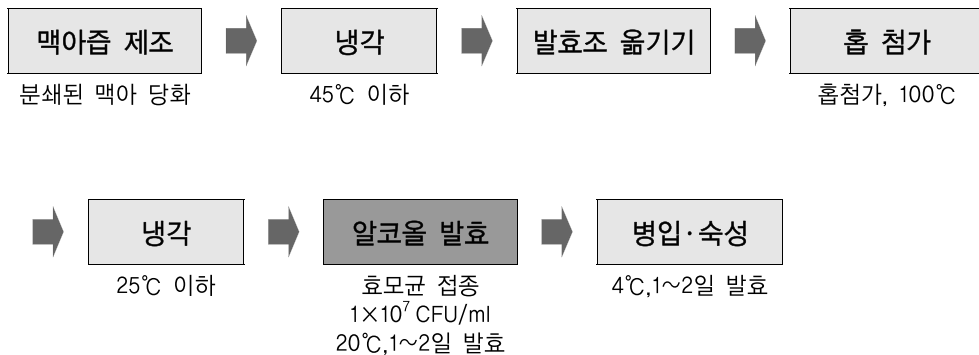 맥아즙 제조
분쇄된 맥아 당화
냉각
45℃ 이하
발효조 옮기기
홉 첨가
홉첨가, 100℃
냉각
25℃ 이하
알코올 발효
효모균 접종
1×10⁷ CFU/ml
20℃,1~2일 발효
병입·숙성
4℃,1~2일 발효